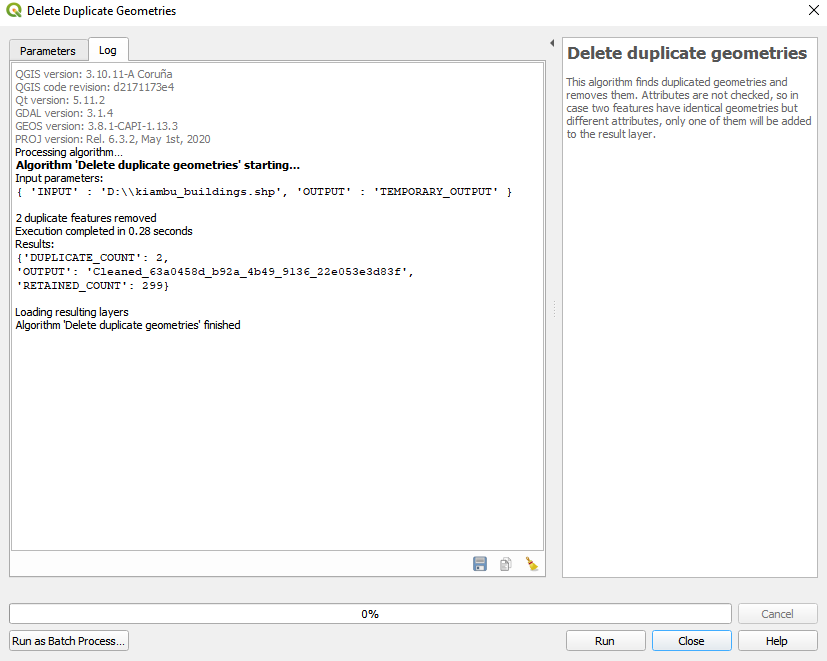 Delete Duplicate Geometries
Parameters
Log
QGIS version: 3.10.11-A Coruña
QGIS code revision: d2171173e4
Qt version: 5.11.2
GDAL version: 3.1.4
GEOS version: 3.8.1-CAPI-1.13.3
PROJ version: Rel. 6.3.2, May 1st, 2020
Processing algorithm…
Algorithm 'Delete duplicate geometries' starting…
Input parameters:
{ 'INPUT' : 'D:\\kiambu_buildings.shp', 'OUTPUT' : 'TEMPORARY_OUTPUT' }
2 duplicate features removed
Execution completed in 0.28 seconds
Results:
{'DUPLICATE_COUNT': 2,
'OUTPUT': 'Cleaned_63a0458d_b92a_4b49_9136_22e053e3d83f',
'RETAINED_COUNT': 299}
Loading resulting layers
Algorithm 'Delete duplicate geometries' finished
Delete duplicate geometries
This algorithm finds duplicated geometries and
removes them. Attributes are not checked, so in
case two features have identical geometries but
different attributes, only one of them will be added
to the result layer.
0%
Cancel
Run as Batch Process…
Run
Close
Help